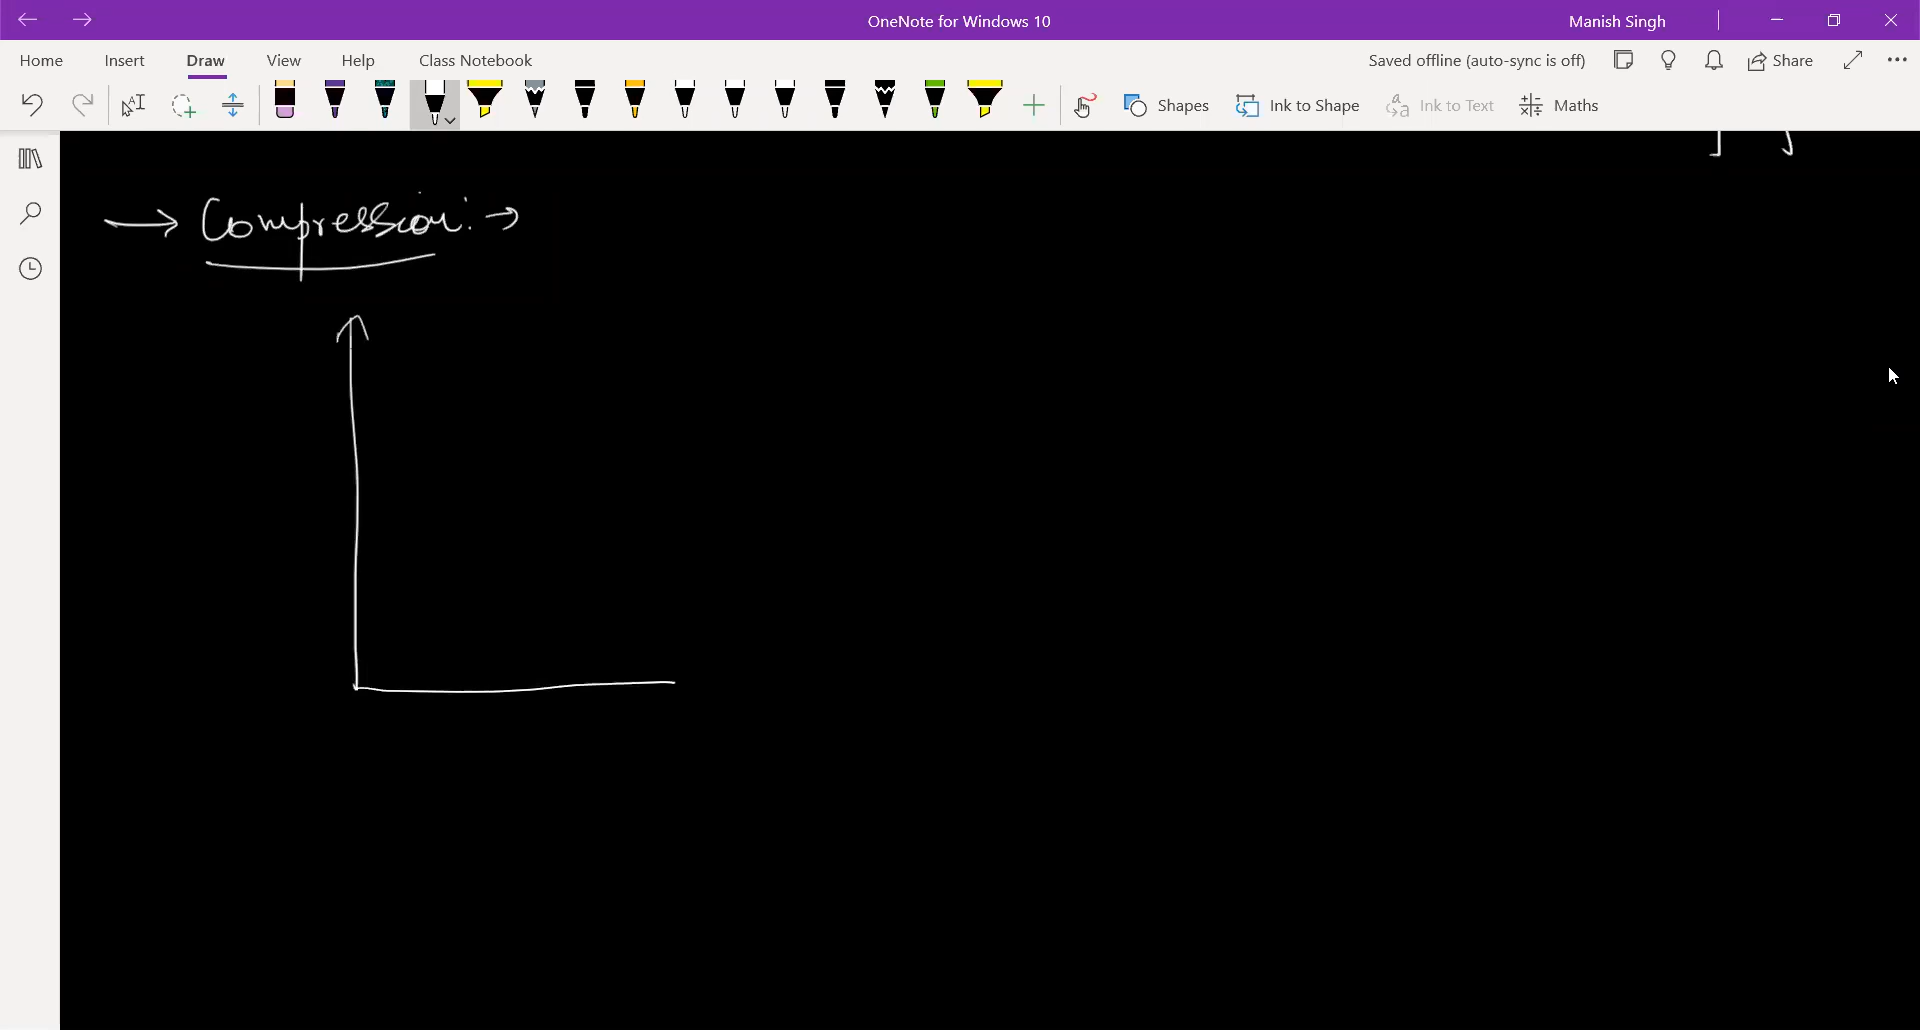 OneNote for Windows 10
Manish Singh
Home Insert Draw View Help Class Notebook
Saved offline (auto-sync is off) Share
Shapes Ink to Shape Ink to Text Maths
→ Compression: →